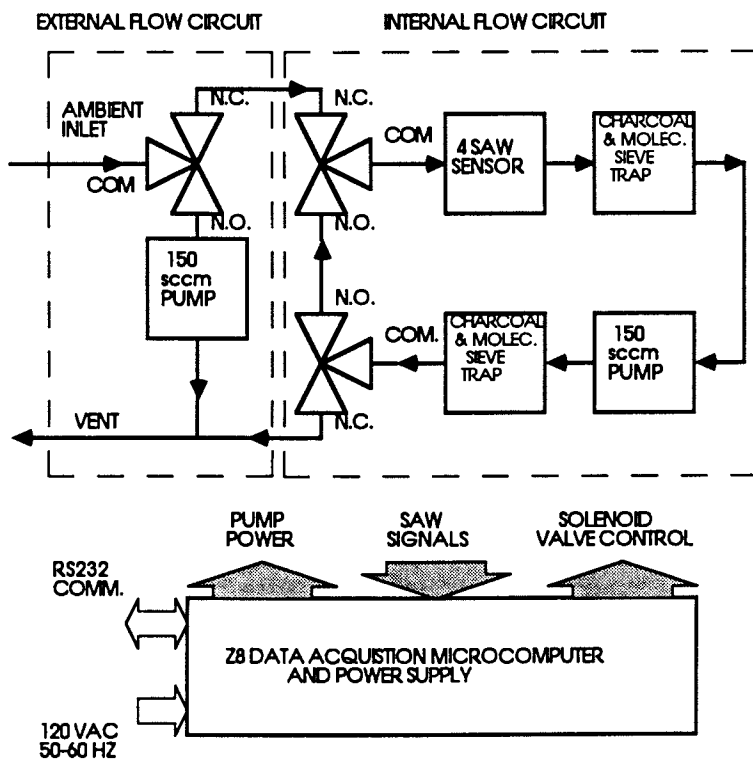 EXTERNAL FLOW CIRCUIT
INTERNAL FLOW CIRCUIT
N.C.
N.C.
AMBIENT
INLET
COM
COM
4 SAW
SENSOR
CHARCOAL
& MOLEC.
SIEVE
TRAP
N.O.
N.O.
150
sccm
PUMP
N.O.
COM.
CHARCOAL
& MOLEC.
SIEVE
TRAP
150
sccm
PUMP
VENT
N.C.
PUMP
POWER
SAW
SIGNALS
SOLENOID
VALVE CONTROL
RS232
COMM.
Z8 DATA ACQUISTION MICROCOMPUTER
AND POWER SUPPLY
120 VAC
50-60 HZ